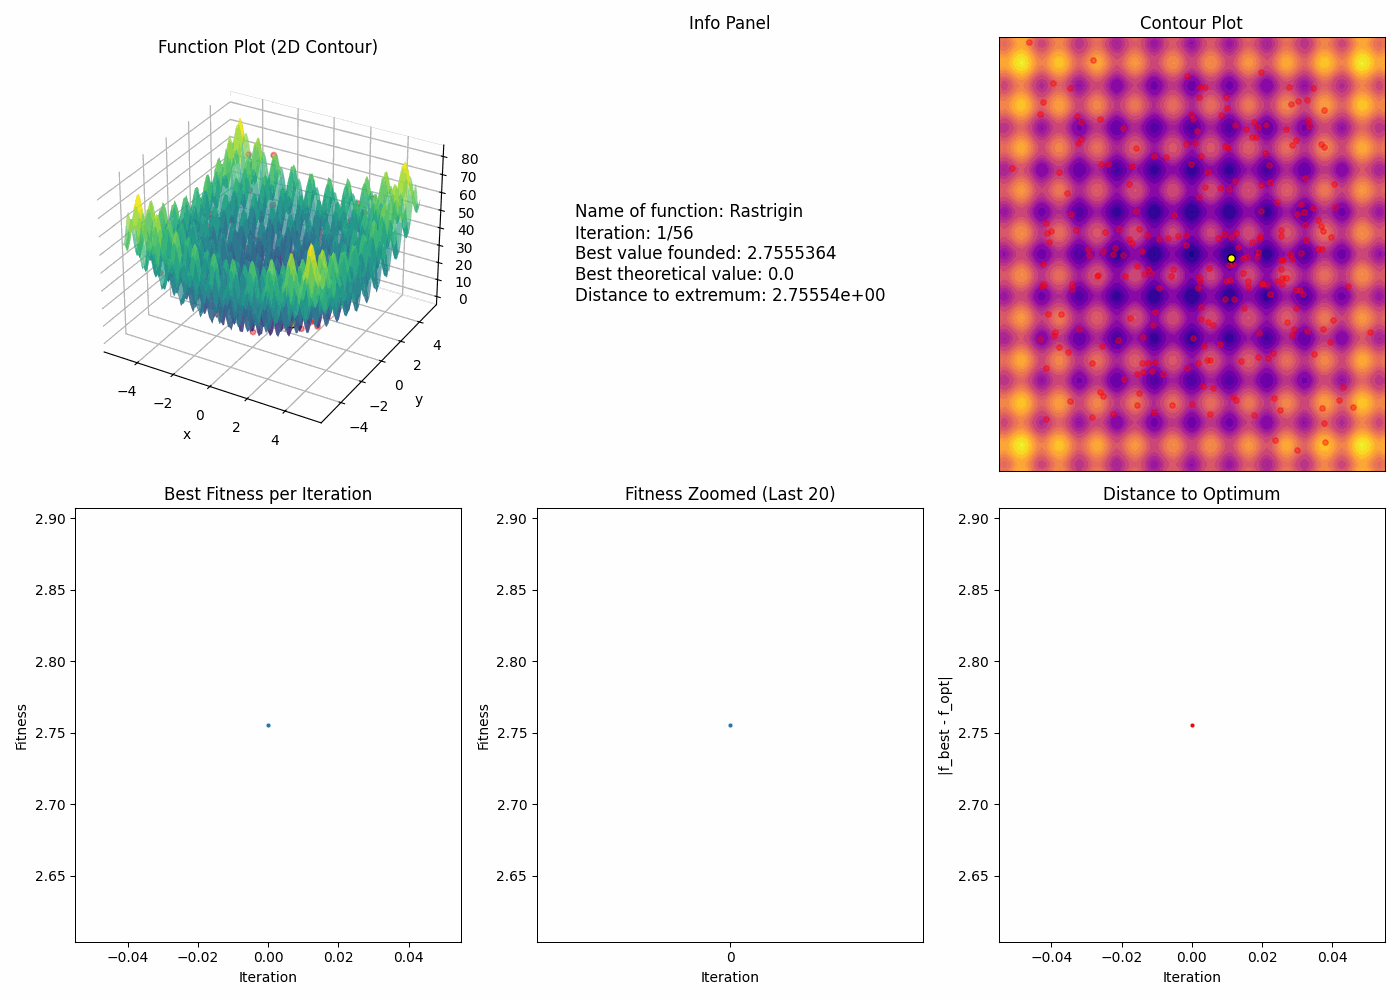 Info Panel
Contour Plot
Function Plot (2D Contour)
80
70
60
50
40
30
20
10
0
−4
−2
0
2
4
x
−4
−2
0
2
4
y
Name of function: Rastrigin
Iteration: 1/56
Best value founded: 2.7555364
Best theoretical value: 0.0
Distance to extremum: 2.75554e+00
Best Fitness per Iteration
2.90
2.85
2.80
2.75
2.70
2.65
Fitness
−0.04
−0.02
0.00
0.02
0.04
Iteration
Fitness Zoomed (Last 20)
2.90
2.85
2.80
2.75
2.70
2.65
Fitness
0
Iteration
Distance to Optimum
2.90
2.85
2.80
2.75
2.70
2.65
|f_best - f_opt|
−0.04
−0.02
0.00
0.02
0.04
Iteration